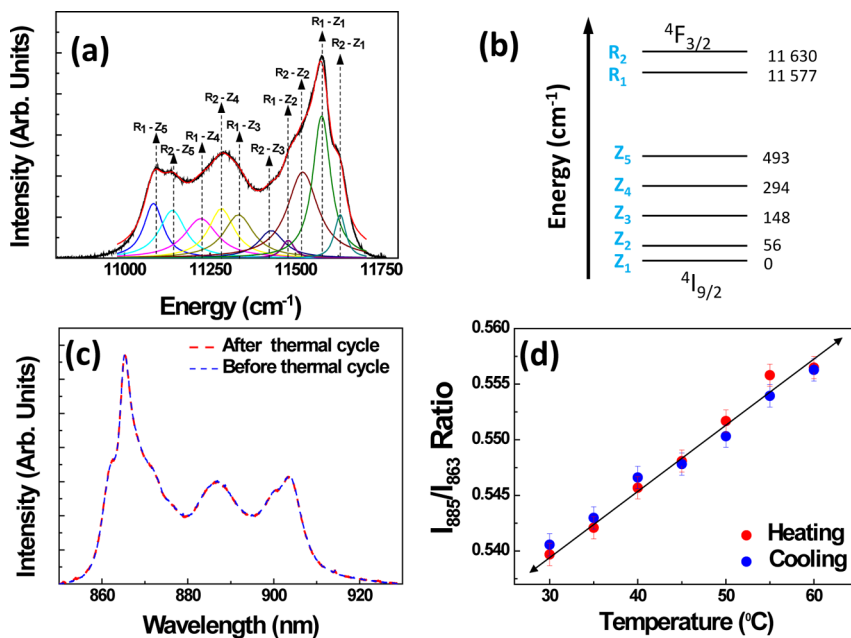 (a)
Intensity (Arb. Units)
R₁ - Z₅
R₂ - Z₅
R₁ - Z₄
R₂ - Z₄
R₁ - Z₃
R₂ - Z₃
R₁ - Z₂
R₂ - Z₂
R₁ - Z₁
R₂ - Z₁
11000 11250 11500 11750
Energy (cm⁻¹)
(b)
Energy (cm⁻¹)
⁴F₃/₂
R₂ 11 630
R₁ 11 577
Z₅ 493
Z₄ 294
Z₃ 148
Z₂ 56
Z₁ 0
⁴I₉/₂
(c)
Intensity (Arb. Units)
After thermal cycle
Before thermal cycle
860 880 900 920
Wavelength (nm)
(d)
I₈₈₅/I₈₆₃ Ratio
0.560
0.555
0.550
0.545
0.540
Heating
Cooling
30 35 40 45 50 55 60
Temperature (⁰C)